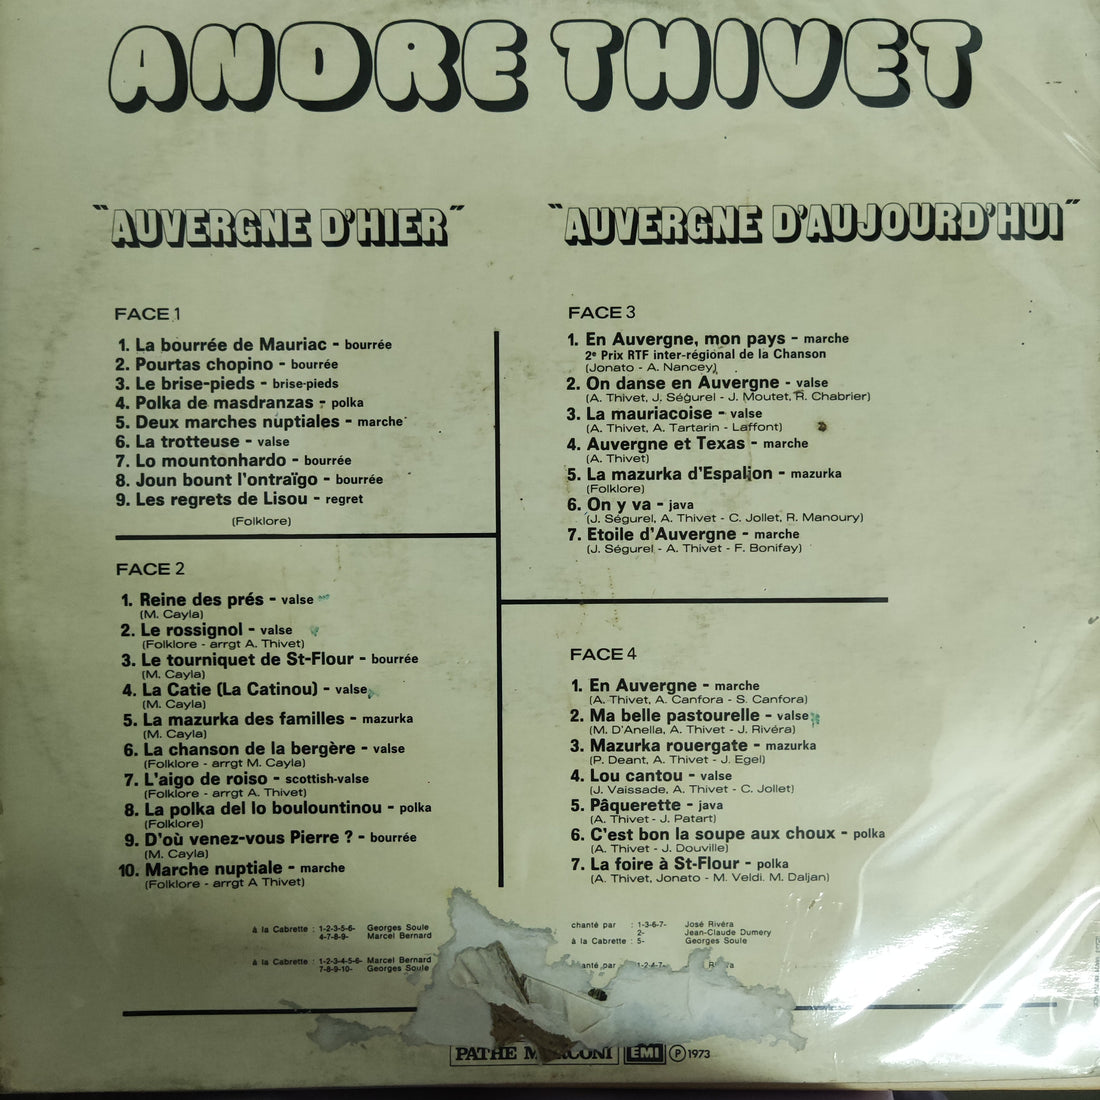 ANDRE THIVET
"AUVERGNE D'HIER"
FACE 1
1. La bourrée de Mauriac - bourrée
2. Pourtas chopino - bourrée
3. Le brise-pieds - brise-pieds
4. Polka de masdranzas - polka
5. Deux marches nuptiales - marche
6. La trotteuse - valse
7. Lo mountonhardo - bourrée
8. Joun bount l'ontraïgo - bourrée
9. Les regrets de Lisou - regret
(Folklore)
FACE 2
1. Reine des prés - valse
(M. Cayla)
2. Le rossignol - valse
(Folklore - arrgt A. Thivet)
3. Le tourniquet de St-Flour - bourrée
(M. Cayla)
4. La Catie (La Catinou) - valse
(M. Cayla)
5. La mazurka des familles - mazurka
(M. Cayla)
6. La chanson de la bergère - valse
(Folklore - arrgt M. Cayla)
7. L'aigo de roiso - scottish-valse
(Folklore - arrgt A. Thivet)
8. La polka del lo boulountinou - polka
(Folklore)
9. D'où venez-vous Pierre ? - bourrée
(M. Cayla)
10. Marche nuptiale - marche
(Folklore - arrgt A Thivet)
à la Cabrette : 1-2-3-5-6- Georges Soule
4-7-8-9- Marcel Bernard
à la Cabrette : 1-2-3-4-5-6- Marcel Bernard
7-8-9-10- Georges Soule
"AUVERGNE D'AUJOURD'HUI"
FACE 3
1. En Auvergne, mon pays - marche
2e Prix RTF inter-régional de la Chanson
(Jonato - A. Nancey)
2. On danse en Auvergne - valse
(A. Thivet, J. Ségurel - J. Moutet, R. Chabrier)
3. La mauriacoise - valse
(A. Thivet, A. Tartarin - Laffont)
4. Auvergne et Texas - marche
(A. Thivet)
5. La mazurka d'Espalion - mazurka
(Folklore)
6. On y va - java
(J. Ségurel, A. Thivet - C. Jollet, R. Manoury)
7. Etoile d'Auvergne - marche
(J. Ségurel - A. Thivet - F. Bonifay)
FACE 4
1. En Auvergne - marche
(A. Thivet, A. Canfora - S. Canfora)
2. Ma belle pastourelle - valse
(M. D'Anella, A. Thivet - J. Rivéra)
3. Mazurka rouergate - mazurka
(P. Deant, A. Thivet - J. Egel)
4. Lou cantou - valse
(J. Vaissade, A. Thivet - C. Jollet)
5. Pâquerette - java
(A. Thivet - J. Patart)
6. C'est bon la soupe aux choux - polka
(A. Thivet - J. Douville)
7. La foire à St-Flour - polka
(A. Thivet, Jonato - M. Veldi. M. Daljan)
chanté par : 1-3-6-7- José Rivéra
2- Jean-Claude Dumery
à la Cabrette : 5- Georges Soule
par 1-2-4-7-
PATHE MARCONI EMI Ⓟ 1973